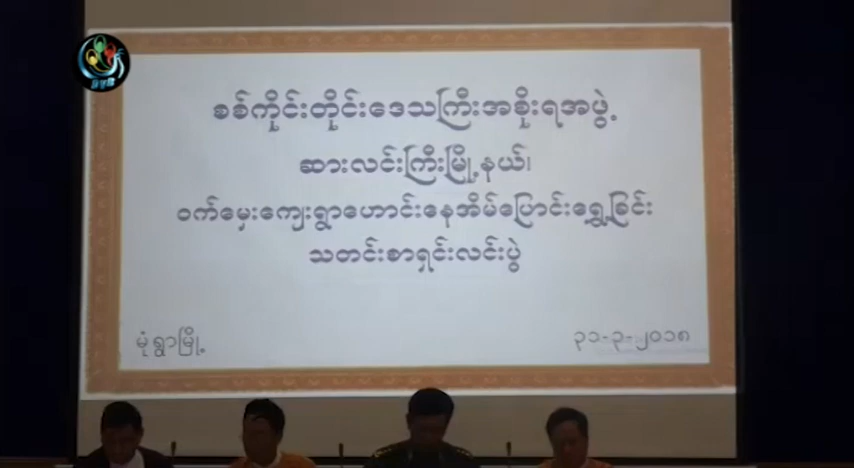 DVB
စစ်ကိုင်းတိုင်းဒေသကြီးအစိုးရအဖွဲ့
ဆားလင်းကြီးမြို့နယ်၊
ဝက်မှေးကျေးရွာဟောင်းနေအိမ်ပြောင်းရွှေ့ခြင်း
သတင်းစာရှင်းလင်းပွဲ
မုံရွာမြို့ ၃၁-၃-၂၀၁၈